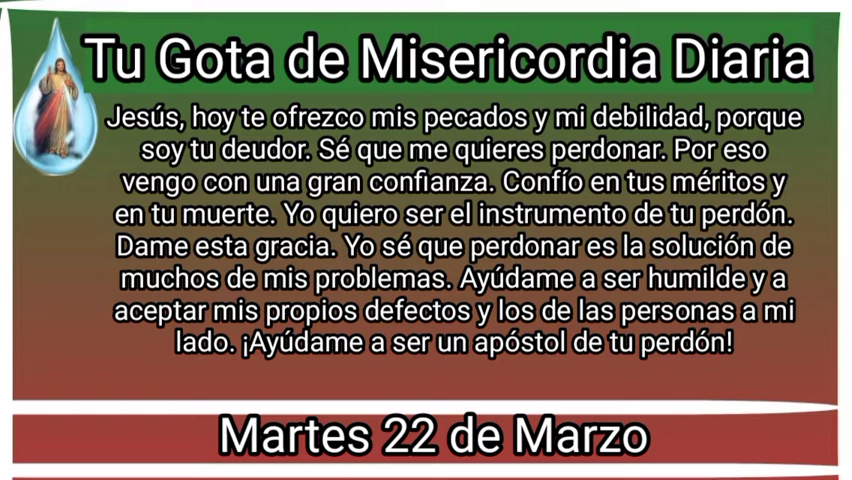 Tu Gota de Misericordia Diaria
Jesús, hoy te ofrezco mis pecados y mi debilidad, porque
soy tu deudor. Sé que me quieres perdonar. Por eso
vengo con una gran confianza. Confío en tus méritos y
en tu muerte. Yo quiero ser el instrumento de tu perdón.
Dame esta gracia. Yo sé que perdonar es la solución de
muchos de mis problemas. Ayúdame a ser humilde y a
aceptar mis propios defectos y los de las personas a mi
lado. ¡Ayúdame a ser un apóstol de tu perdón!
Martes 22 de Marzo